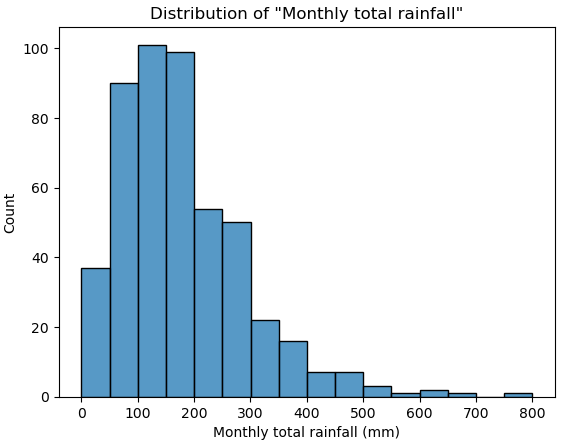 Distribution of "Monthly total rainfall"
100
80
60
40
20
0
Count
0 100 200 300 400 500 600 700 800
Monthly total rainfall (mm)